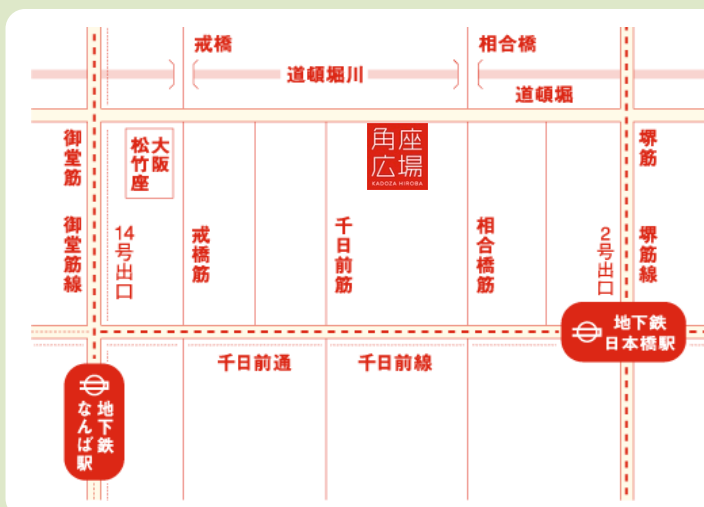 戒橋
相合橋
道頓堀川
道頓堀
御堂筋
大阪
松竹座
角座
広場
KADOZA HIROBA
堺筋
御堂筋線
14号出口
戒橋筋
千日前筋
相合橋筋
2号出口
堺筋線
地下鉄
日本橋駅
千日前通
千日前線
地下鉄
なんば駅